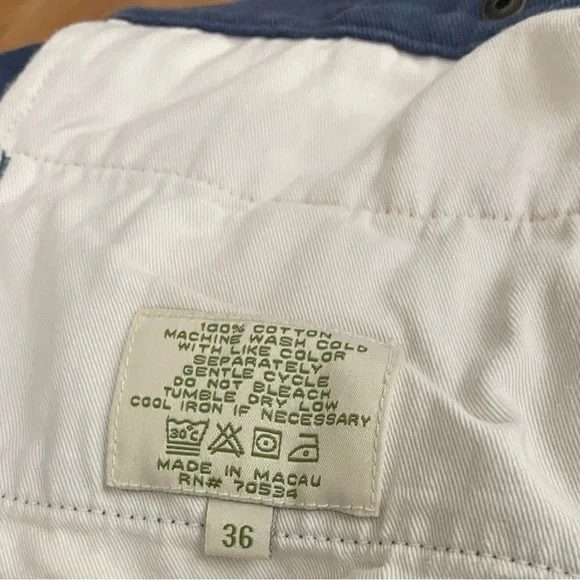 100% COTTON
MACHINE WASH COLD
WITH LIKE COLOR
SEPARATELY
GENTLE CYCLE
DO NOT BLEACH
TUMBLE DRY LOW
COOL IRON IF NECESSARY
30°C
MADE IN MACAU
RN# 70534
36